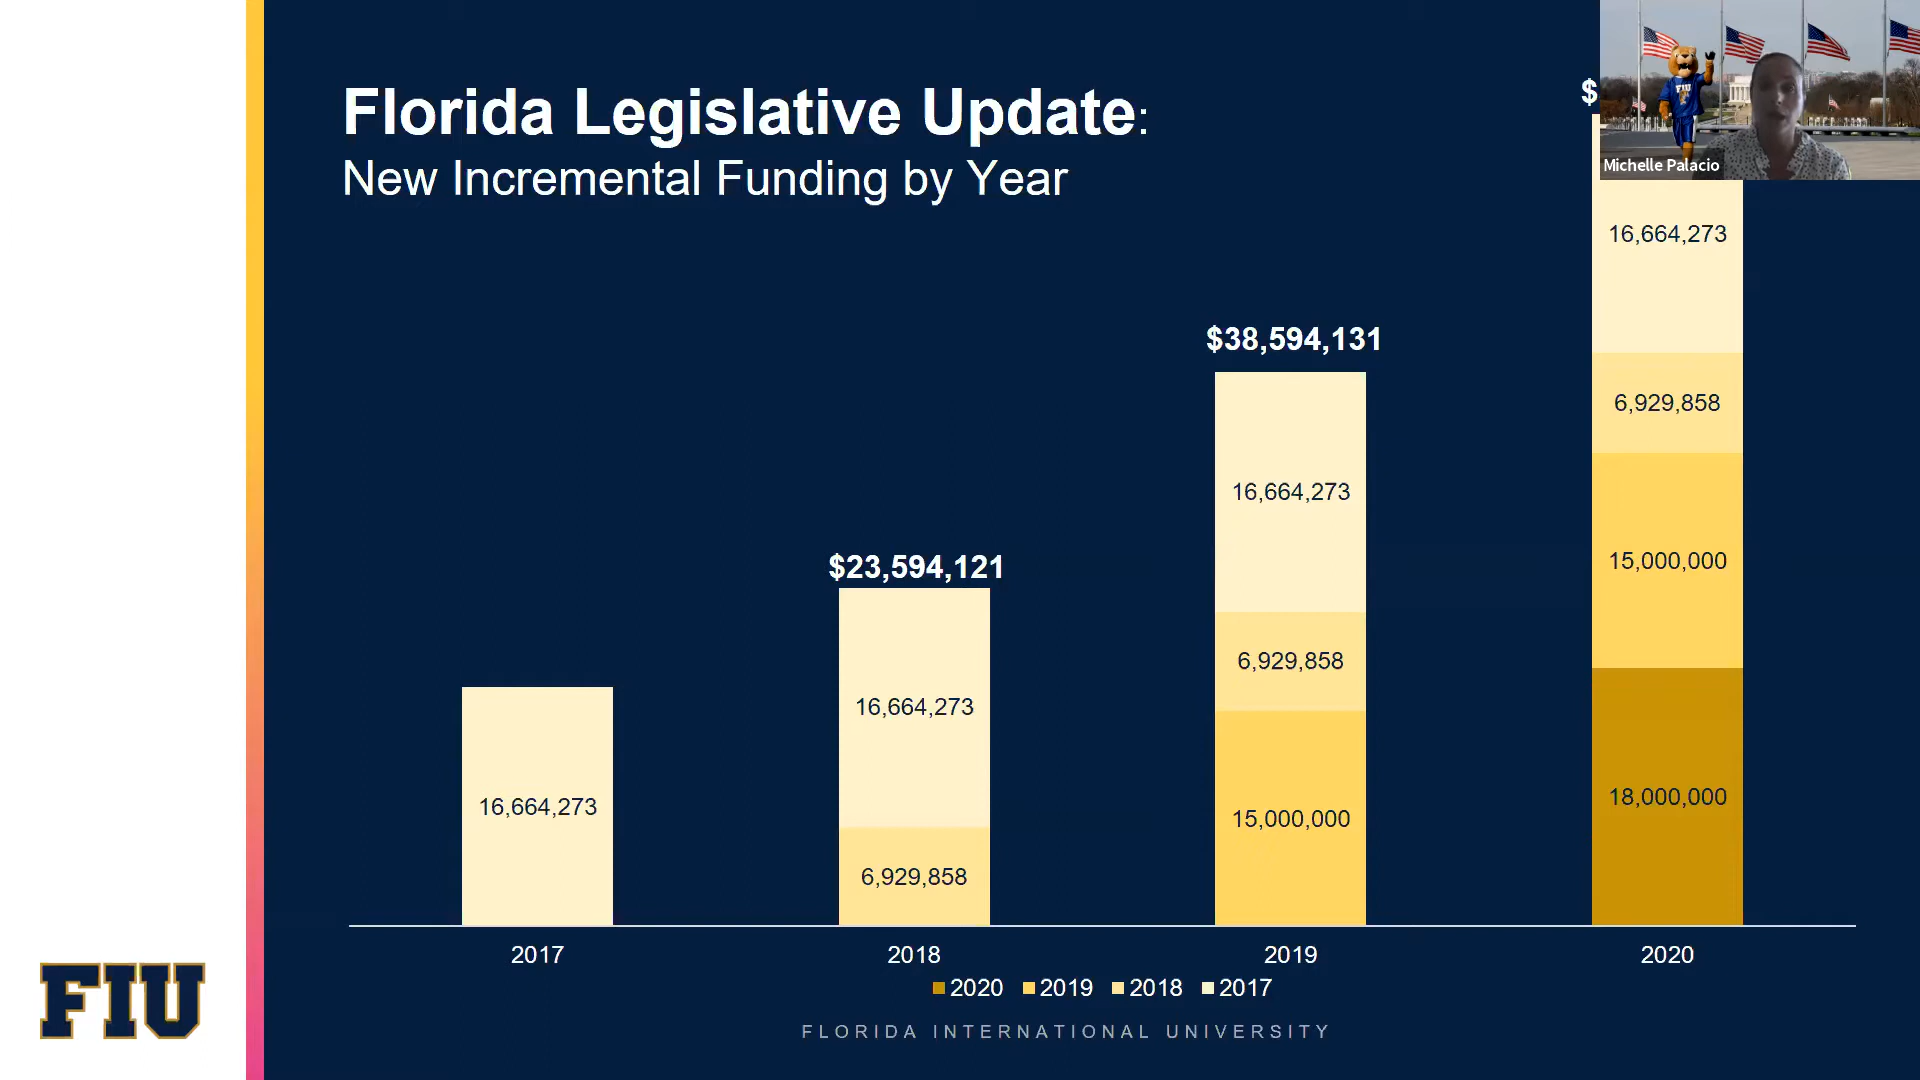 Florida Legislative Update:
New Incremental Funding by Year
$
FIU
Michelle Palacio
16,664,273
6,929,858
$38,594,131
16,664,273
15,000,000
$23,594,121
6,929,858
16,664,273
18,000,000
16,664,273
15,000,000
6,929,858
2017 2018 2019 2020
2020 2019 2018 2017
FIU
FLORIDA INTERNATIONAL UNIVERSITY